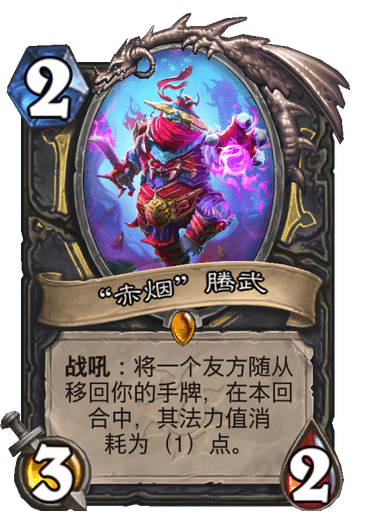 2
“赤烟”腾武
战吼：将一个友方随从
移回你的手牌，在本回
合中，其法力值消
耗为（1）点。
3
2